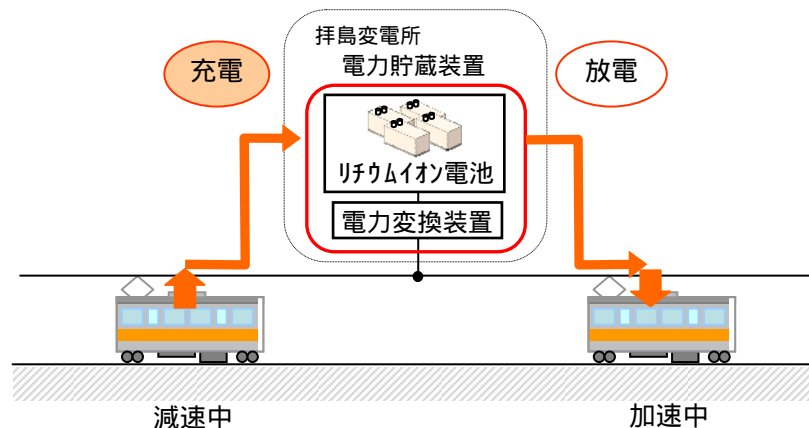 拝島変電所
充電
電力貯蔵装置
放電
ﾘﾁｳﾑｲｵﾝ電池
電力変換装置
減速中
加速中